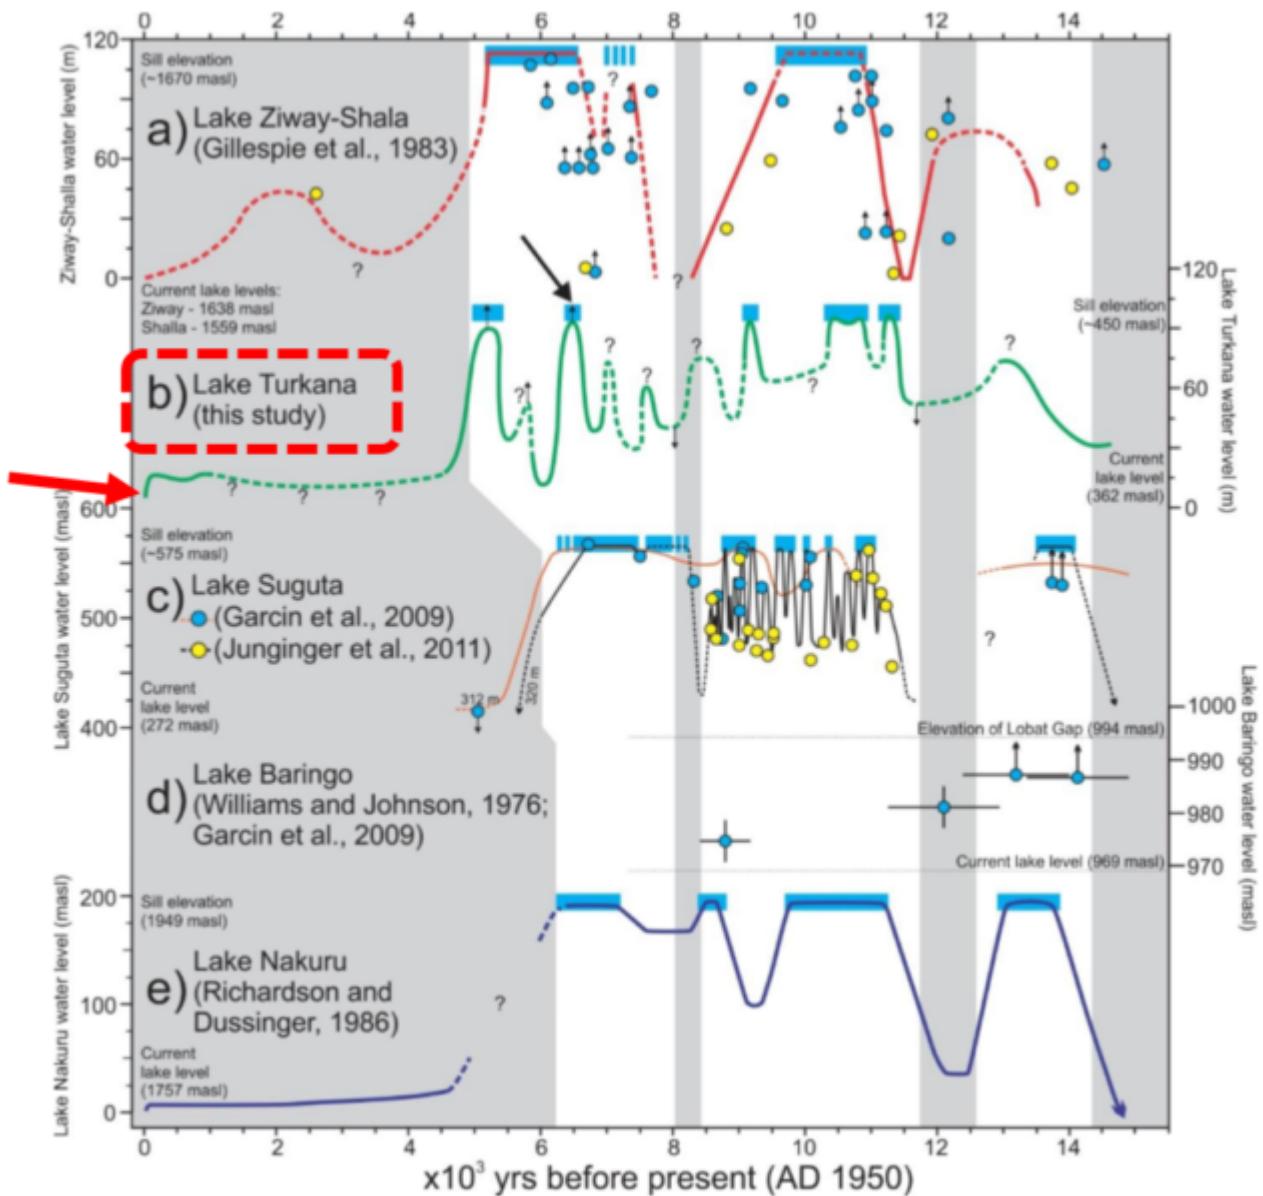 0 2 4 6 8 10 12 14
120
60
0
Ziway-Shalla water level (m)
Sill elevation
(~1670 masl)
a) Lake Ziway-Shala
(Gillespie et al., 1983)
?
?
?
Current lake levels:
Ziway - 1638 masl
Shalla - 1559 masl
120
60
0
Lake Turkana water level (m)
Sill elevation
(~450 masl)
b) Lake Turkana
(this study)
? ? ? ? ? ?
? ? ?
Current
lake level
(362 masl)
600
500
400
Lake Suguta water level (masl)
Sill elevation
(~575 masl)
c) Lake Suguta
(Garcin et al., 2009)
(Junginger et al., 2011)
?
312 m
320 m
Current
lake level
(272 masl)
1000
990
980
970
Lake Baringo water level (masl)
Elevation of Lobat Gap (994 masl)
d) Lake Baringo
(Williams and Johnson, 1976;
Garcin et al., 2009)
Current lake level (969 masl)
200
100
0
Lake Nakuru water level (masl)
Sill elevation
(1949 masl)
e) Lake Nakuru
(Richardson and
Dussinger, 1986)
?
Current
lake level
(1757 masl)
0 2 4 6 8 10 12 14
x10³ yrs before present (AD 1950)